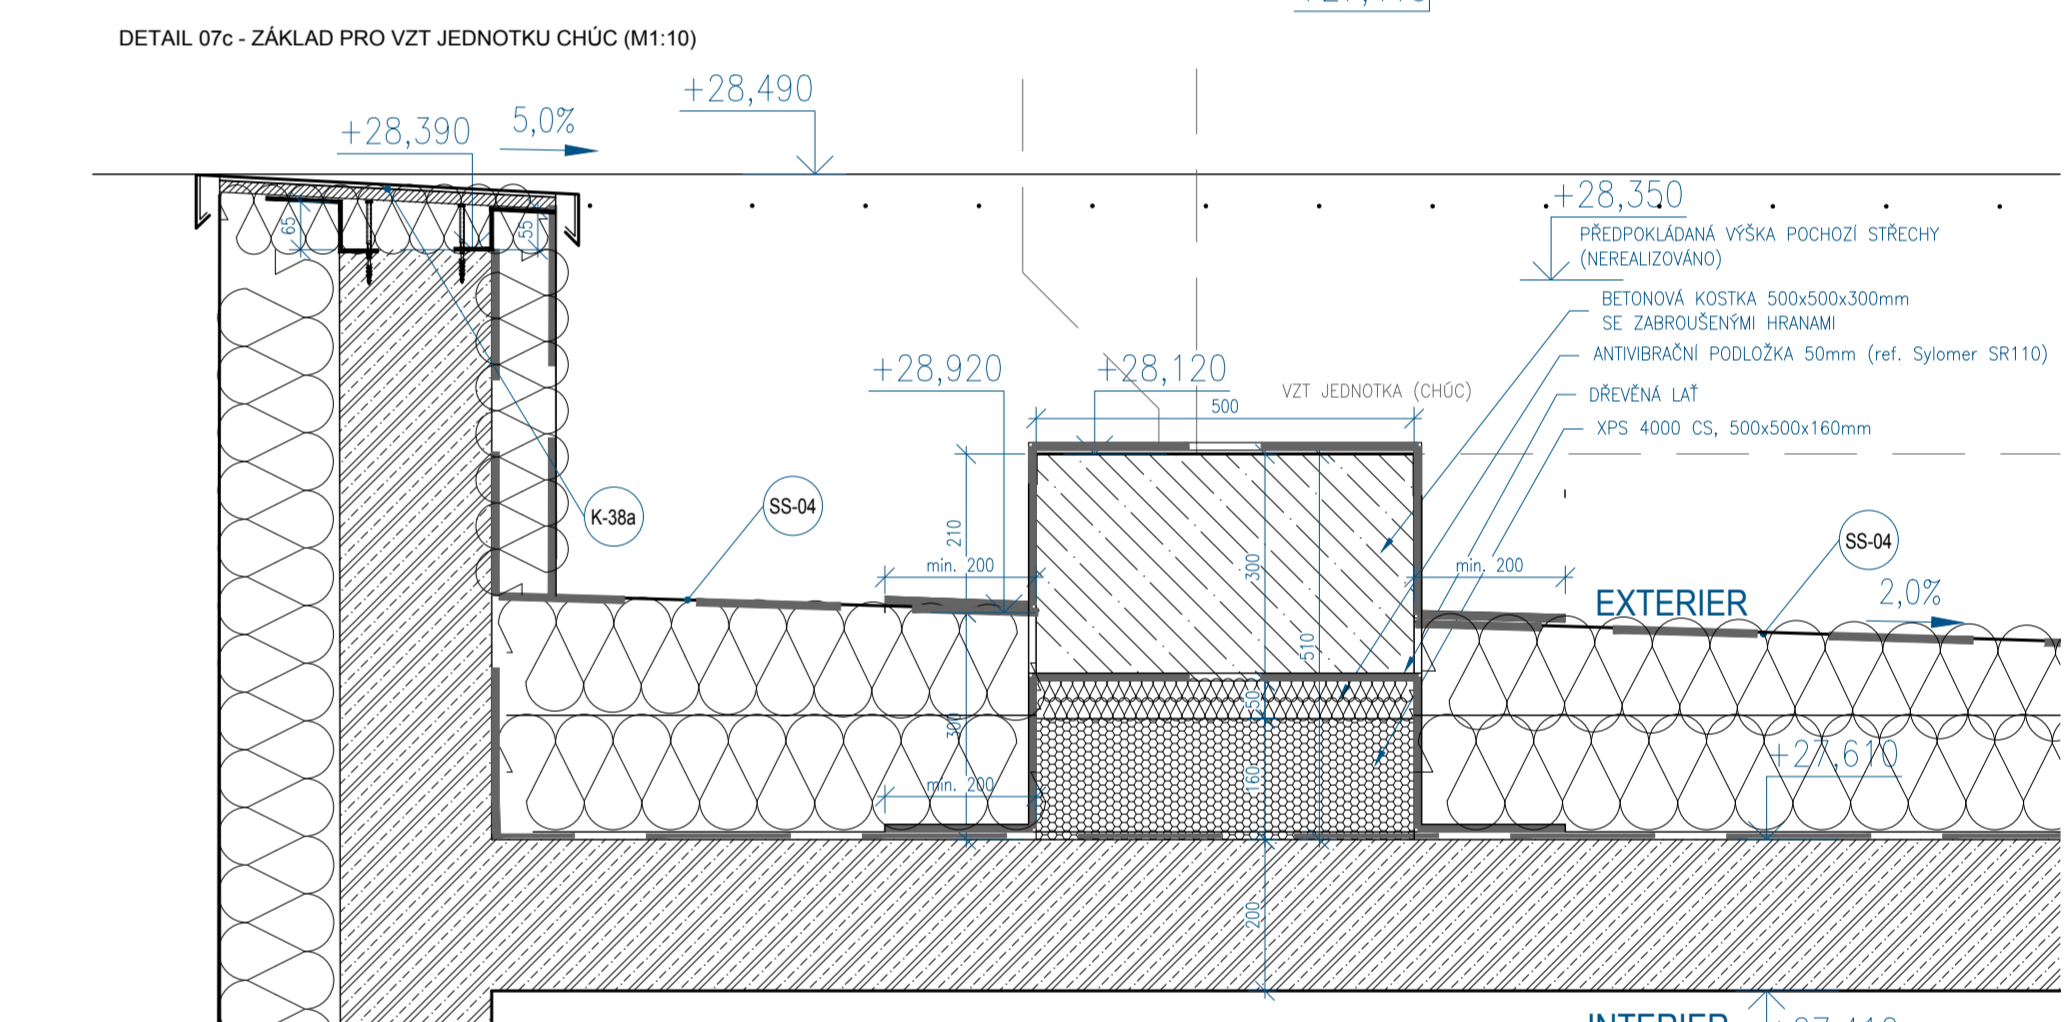 DETAIL 07c - ZÁKLAD PRO VZT JEDNOTKU CHÚC (M1:10)
+28,490
+28,390
5,0%
+28,350
PŘEDPOKLÁDANÁ VÝŠKA POCHOZÍ STŘECHY
(NEREALIZOVÁNO)
65
55
BETONOVÁ KOSTKA 500x500x300mm
SE ZABROUŠENÝMI HRANAMI
ANTIVIBRAČNÍ PODLOŽKA 50mm (ref. Sylomer SR110)
+28,920
+28,120
VZT JEDNOTKA (CHÚC)
DŘEVĚNÁ LAŤ
500
XPS 4000 CS, 500x500x160mm
K-38a
SS-04
210
SS-04
min. 200
300
min. 200
EXTERIER
2,0%
510
50
300
+27,610
min. 200
160
200
INTERIER